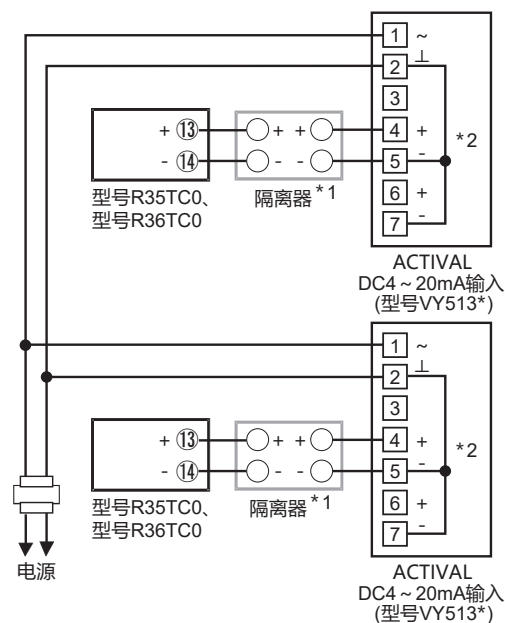 1 ~
2 ⊥
3
+ ⑬ + + 4 +
- ⑭ - - 5 -
*2
6 +
7 -
型号R35TC0、
型号R36TC0
隔离器*1
ACTIVAL
DC4~20mA输入
(型号VY513*)
1 ~
2 ⊥
3
+ ⑬ + + 4 +
- ⑭ - - 5 -
*2
6 +
7 -
型号R35TC0、
型号R36TC0
隔离器*1
电源
ACTIVAL
DC4~20mA输入
(型号VY513*)